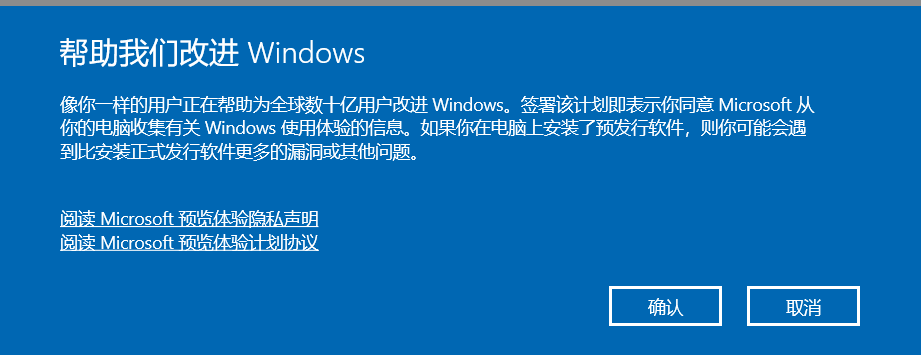 帮助我们改进 Windows
像你一样的用户正在帮助为全球数十亿用户改进 Windows。签署该计划即表示你同意 Microsoft 从
你的电脑收集有关 Windows 使用体验的信息。如果你在电脑上安装了预发行软件，则你可能会遇
到比安装正式发行软件更多的漏洞或其他问题。
阅读 Microsoft 预览体验隐私声明
阅读 Microsoft 预览体验计划协议
确认 取消